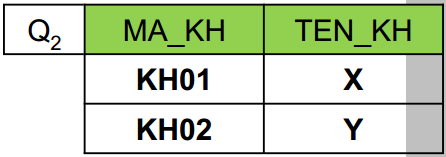 Q₂ MA_KH TEN_KH
KH01 X
KH02 Y